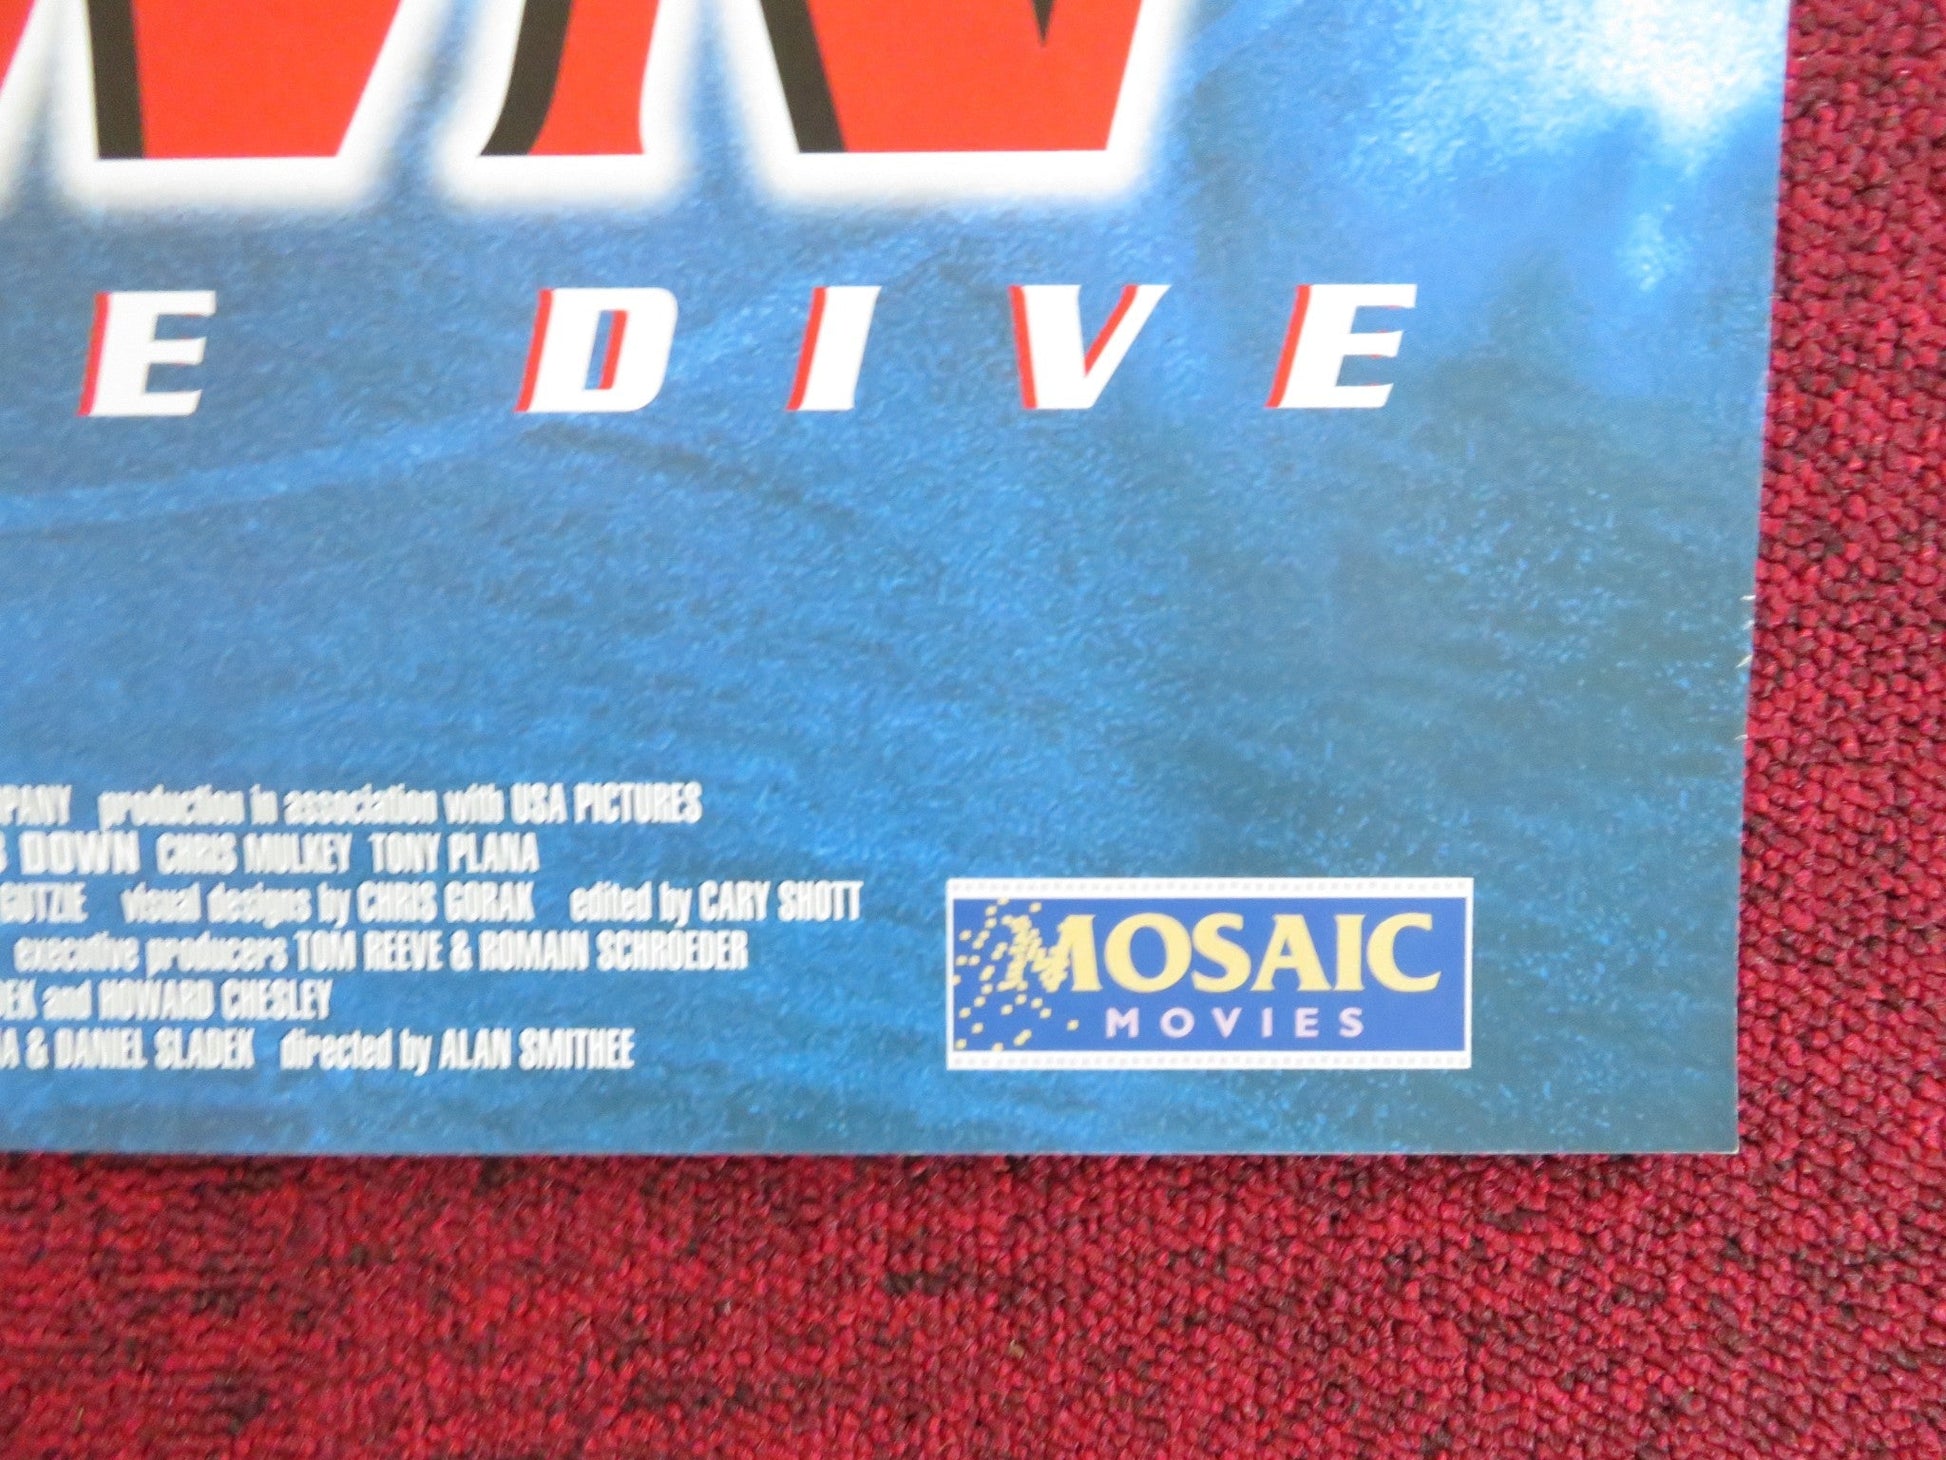 E DIVE
PANY production in association with USA PICTURES
S DOWN CHRIS MULKEY TONY PLANA
GUTZIE visual designs by CHRIS GORAK edited by CARY SHOTT
executive producers TOM REEVE & ROMAIN SCHROEDER
DEK and HOWARD CHESLEY
A & DANIEL SLADEK directed by ALAN SMITHEE
MOSAIC
MOVIES